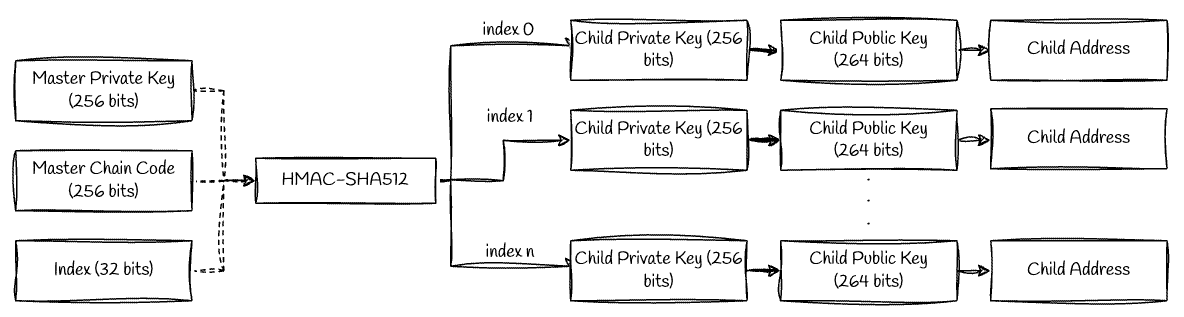 Master Private Key
(256 bits)
Master Chain Code
(256 bits)
Index (32 bits)
HMAC-SHA512
index 0
Child Private Key (256
bits)
Child Public Key
(264 bits)
Child Address
index 1
Child Private Key (256
bits)
Child Public Key
(264 bits)
Child Address
index n
Child Private Key (256
bits)
Child Public Key
(264 bits)
Child Address